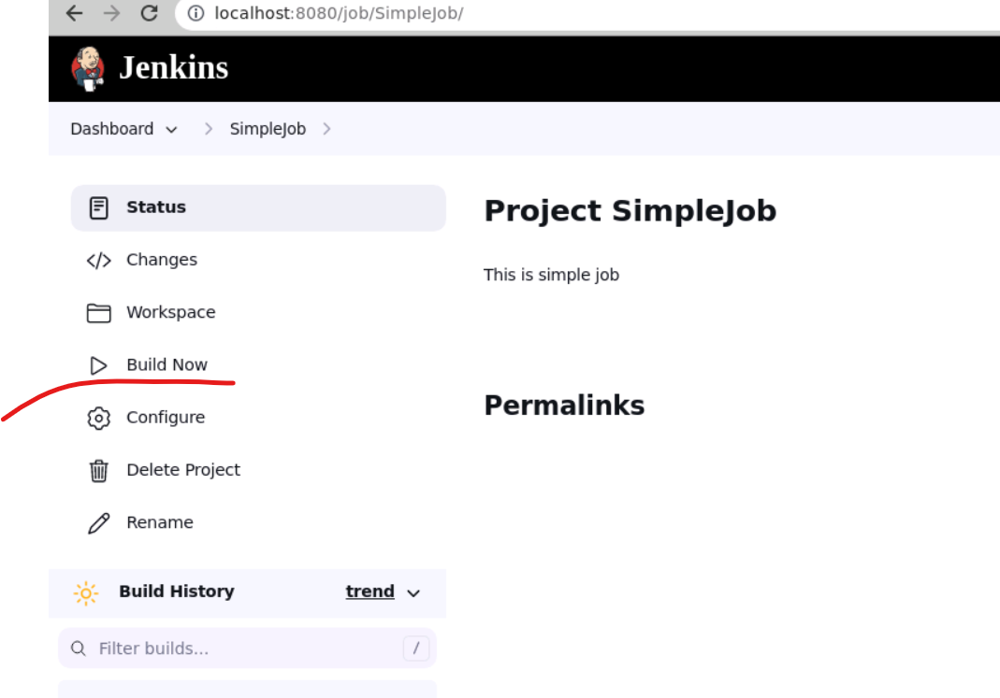 localhost:8080/job/SimpleJob/
Jenkins
Dashboard
SimpleJob
Status
Changes
Workspace
Build Now
Configure
Delete Project
Rename
Build History
trend
Filter builds...
/
Project SimpleJob
This is simple job
Permalinks